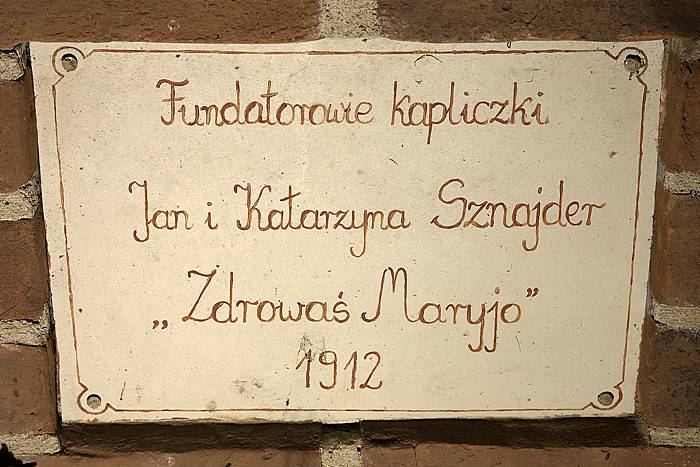 Fundatorowie kapliczki
Jan i Katarzyna Sznajder
„Zdrowaś Maryjo”
1912